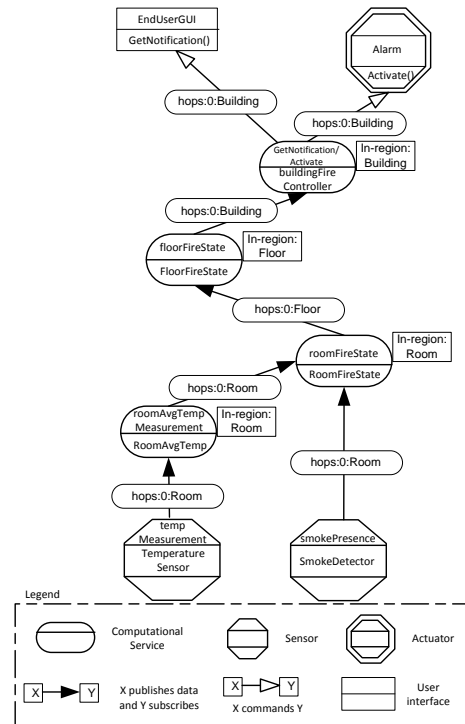 EndUserGUI
GetNotification()
Alarm
Activate()
hops:0:Building
hops:0:Building
GetNotification/
Activate
buildingFire
Controller
In-region:
Building
hops:0:Building
floorFireState
FloorFireState
In-region:
Floor
hops:0:Floor
roomFireState
RoomFireState
In-region:
Room
hops:0:Room
roomAvgTemp
Measurement
RoomAvgTemp
In-region:
Room
hops:0:Room
hops:0:Room
temp
Measurement
Temperature
Sensor
smokePresence
SmokeDetector
Legend
Computational
Service
Sensor
Actuator
X
Y
X publishes data
and Y subscribes
X
Y
X commands Y
User
interface